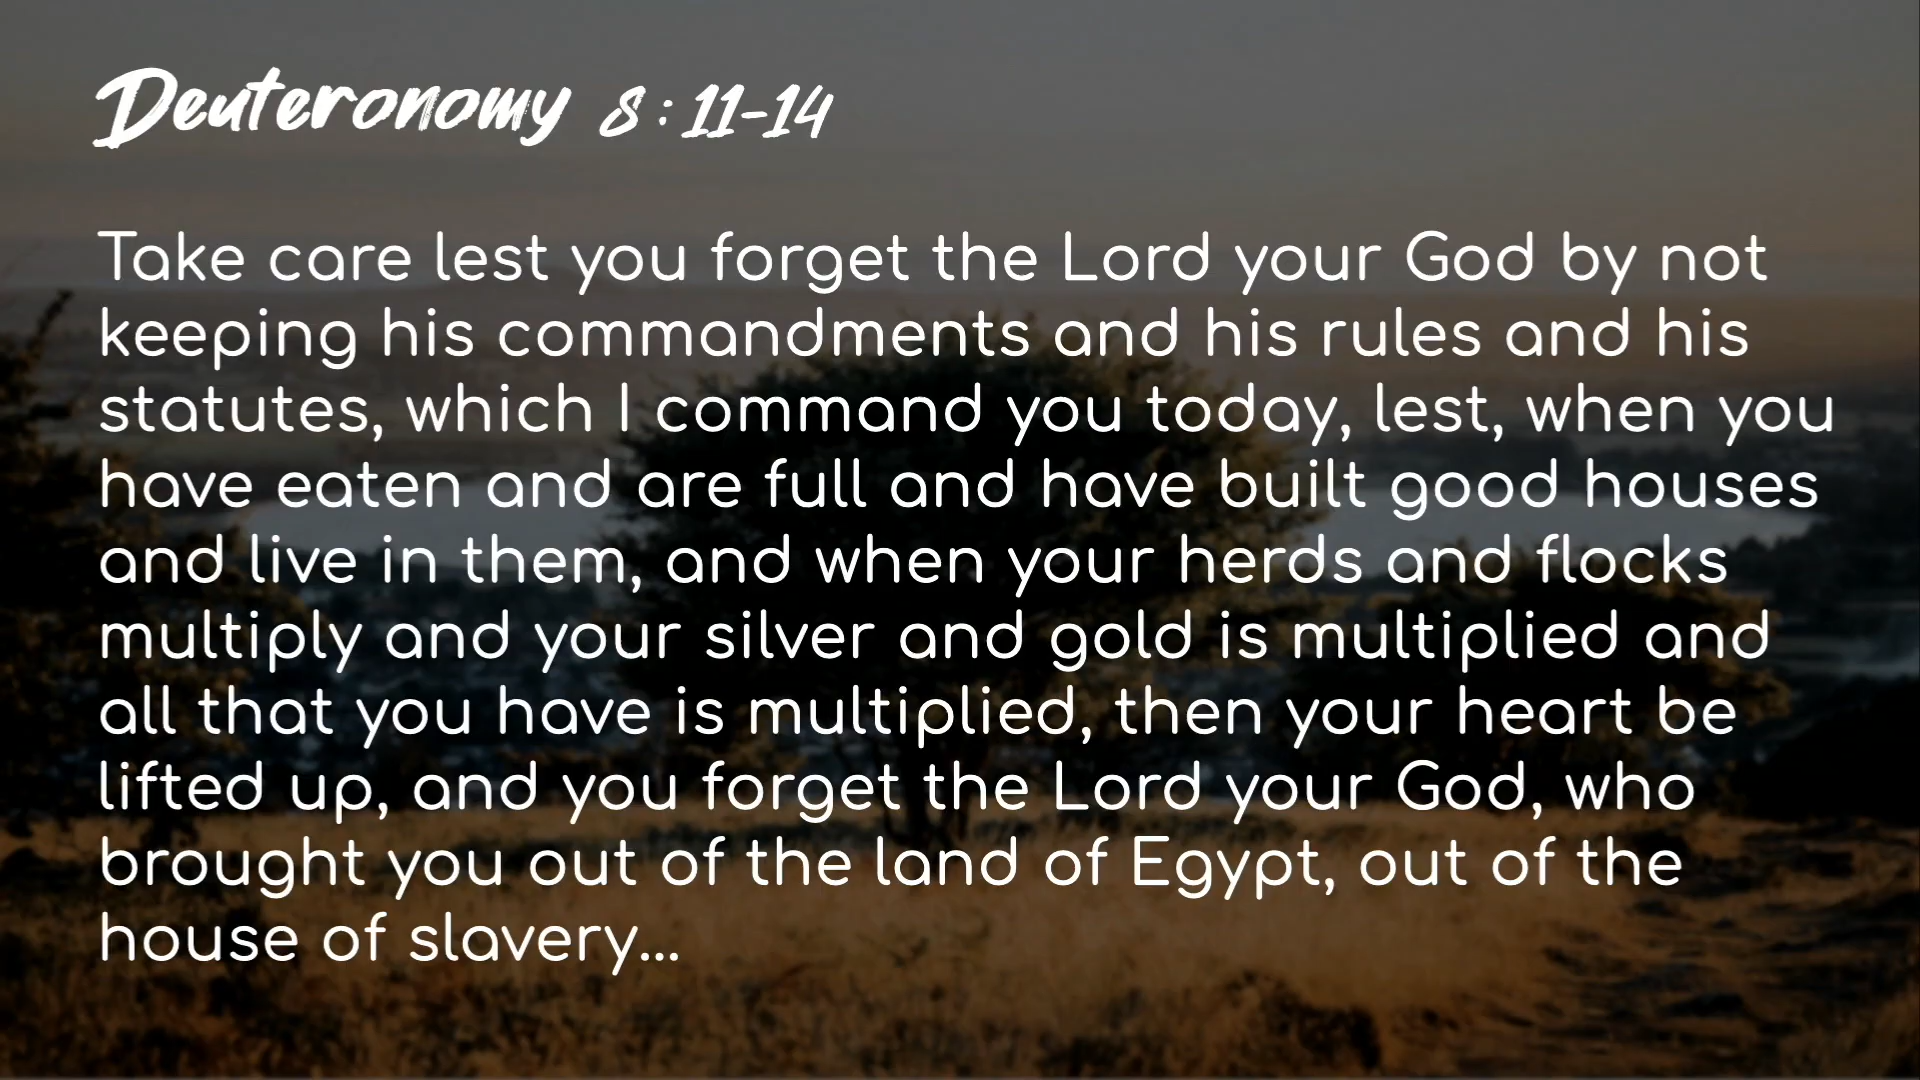 Deuteronomy 8:11-14
Take care lest you forget the Lord your God by not
keeping his commandments and his rules and his
statutes, which I command you today, lest, when you
have eaten and are full and have built good houses
and live in them, and when your herds and flocks
multiply and your silver and gold is multiplied and
all that you have is multiplied, then your heart be
lifted up, and you forget the Lord your God, who
brought you out of the land of Egypt, out of the
house of slavery...